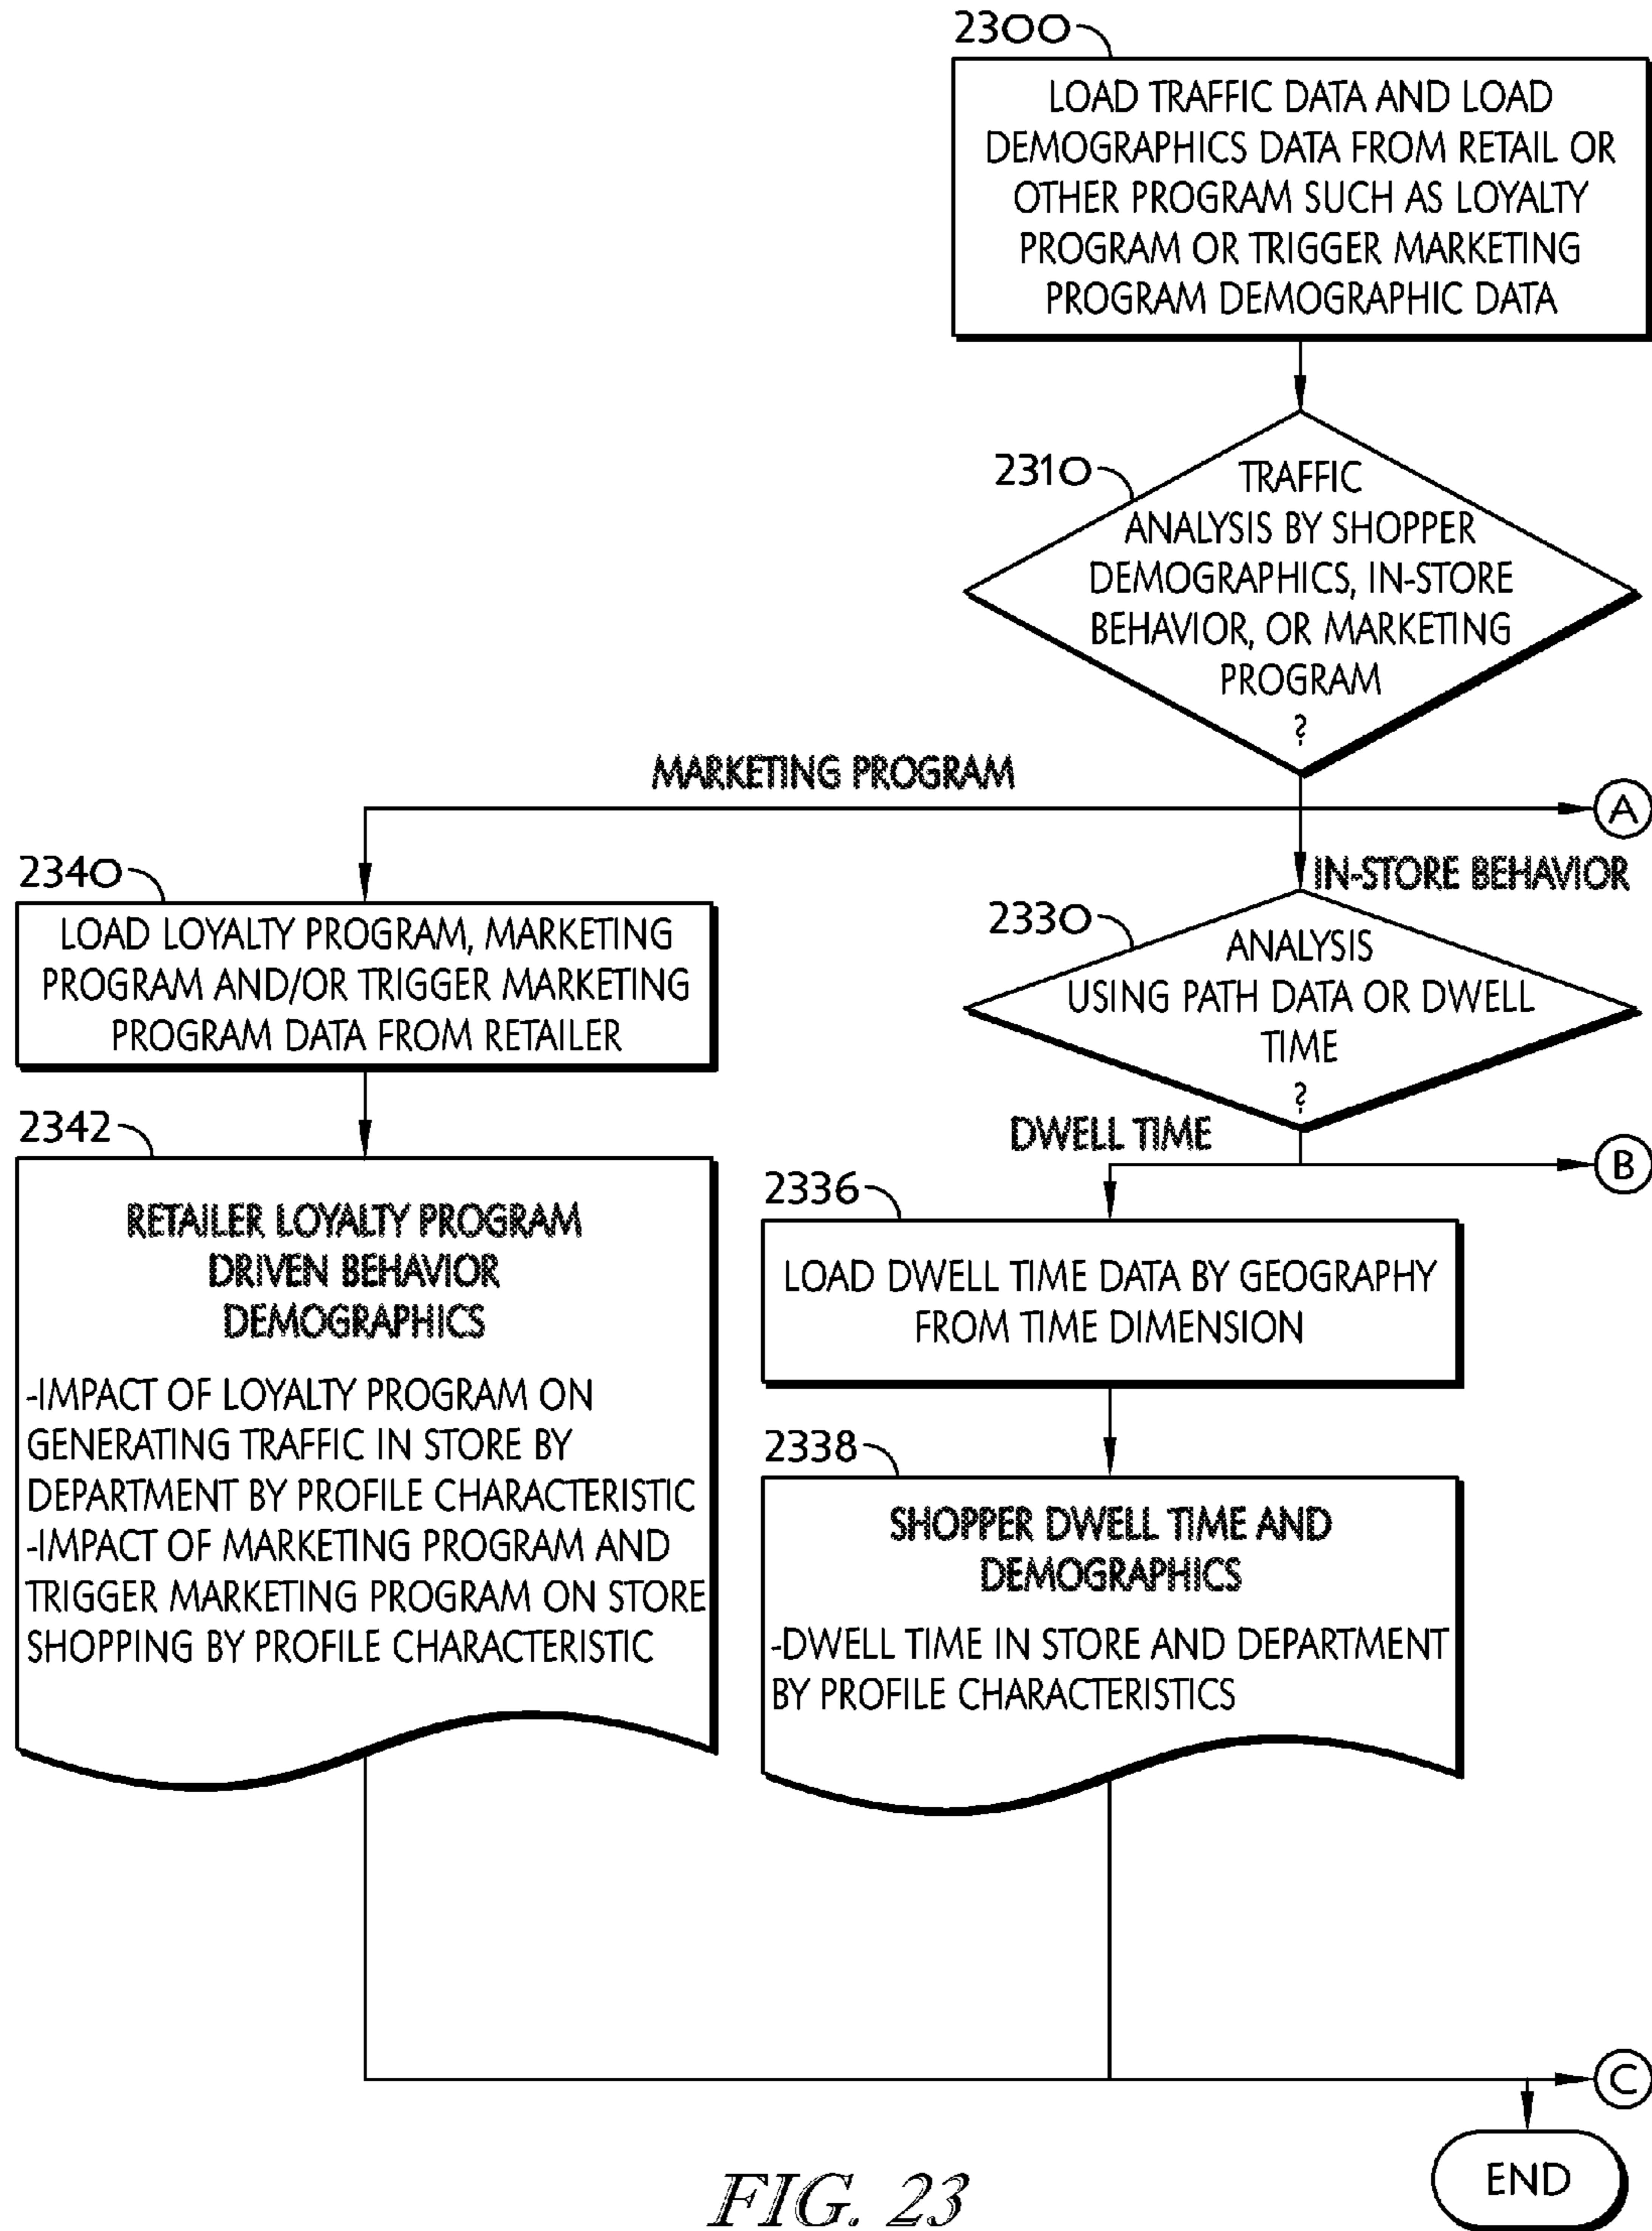 2300
LOAD TRAFFIC DATA AND LOAD
DEMOGRAPHICS DATA FROM RETAIL OR
OTHER PROGRAM SUCH AS LOYALTY
PROGRAM OR TRIGGER MARKETING
PROGRAM DEMOGRAPHIC DATA
2310
TRAFFIC
ANALYSIS BY SHOPPER
DEMOGRAPHICS, IN-STORE
BEHAVIOR, OR MARKETING
PROGRAM
?
MARKETING PROGRAM
A
IN-STORE BEHAVIOR
2340
LOAD LOYALTY PROGRAM, MARKETING
PROGRAM AND/OR TRIGGER MARKETING
PROGRAM DATA FROM RETAILER
2330
ANALYSIS
USING PATH DATA OR DWELL
TIME
?
DWELL TIME
B
2342
RETAILER LOYALTY PROGRAM
DRIVEN BEHAVIOR
DEMOGRAPHICS
-IMPACT OF LOYALTY PROGRAM ON
GENERATING TRAFFIC IN STORE BY
DEPARTMENT BY PROFILE CHARACTERISTIC
-IMPACT OF MARKETING PROGRAM AND
TRIGGER MARKETING PROGRAM ON STORE
SHOPPING BY PROFILE CHARACTERISTIC
2336
LOAD DWELL TIME DATA BY GEOGRAPHY
FROM TIME DIMENSION
2338
SHOPPER DWELL TIME AND
DEMOGRAPHICS
-DWELL TIME IN STORE AND DEPARTMENT
BY PROFILE CHARACTERISTICS
C
END
FIG. 23